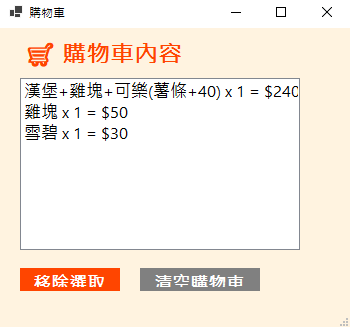 購物車
購物車內容
漢堡+雞塊+可樂(薯條+40) x 1 = $240
雞塊 x 1 = $50
雪碧 x 1 = $30
移除選取
清空購物車